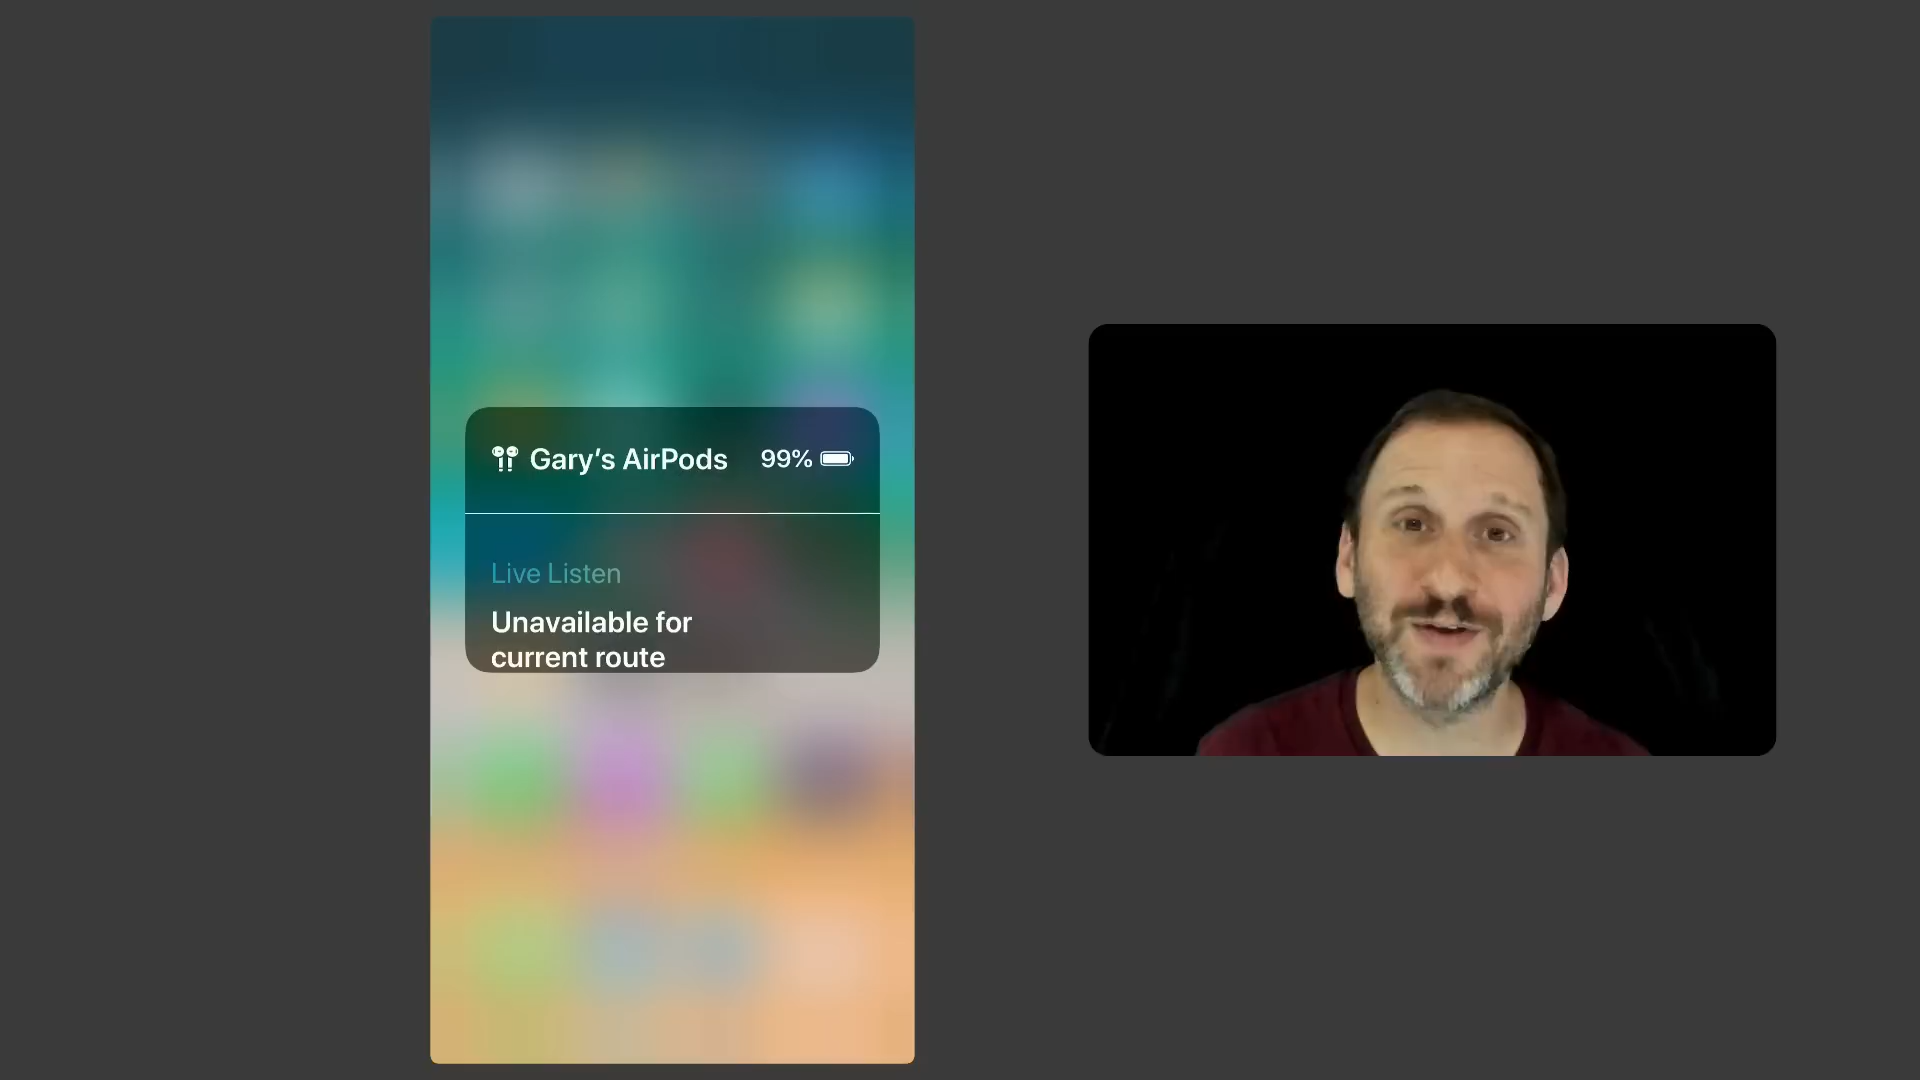 Gary’s AirPods 99%
Live Listen
Unavailable for
current route